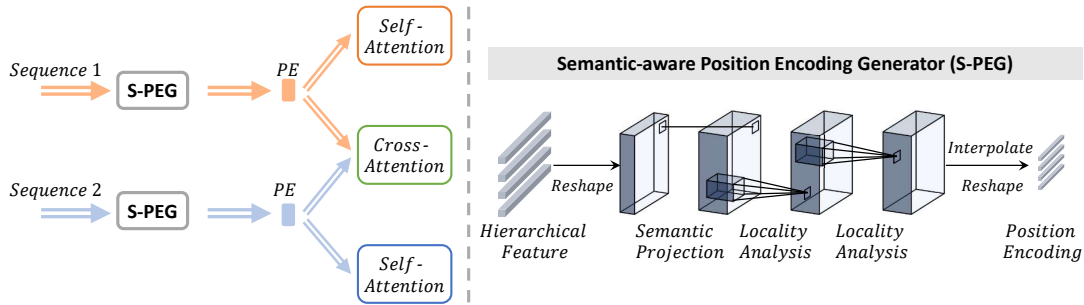 Self-
Attention
Sequence 1
S-PEG
PE
Cross-
Attention
Sequence 2
S-PEG
PE
Self-
Attention
Semantic-aware Position Encoding Generator (S-PEG)
Reshape
Interpolate
Reshape
Hierarchical
Feature
Semantic
Projection
Locality
Analysis
Locality
Analysis
Position
Encoding